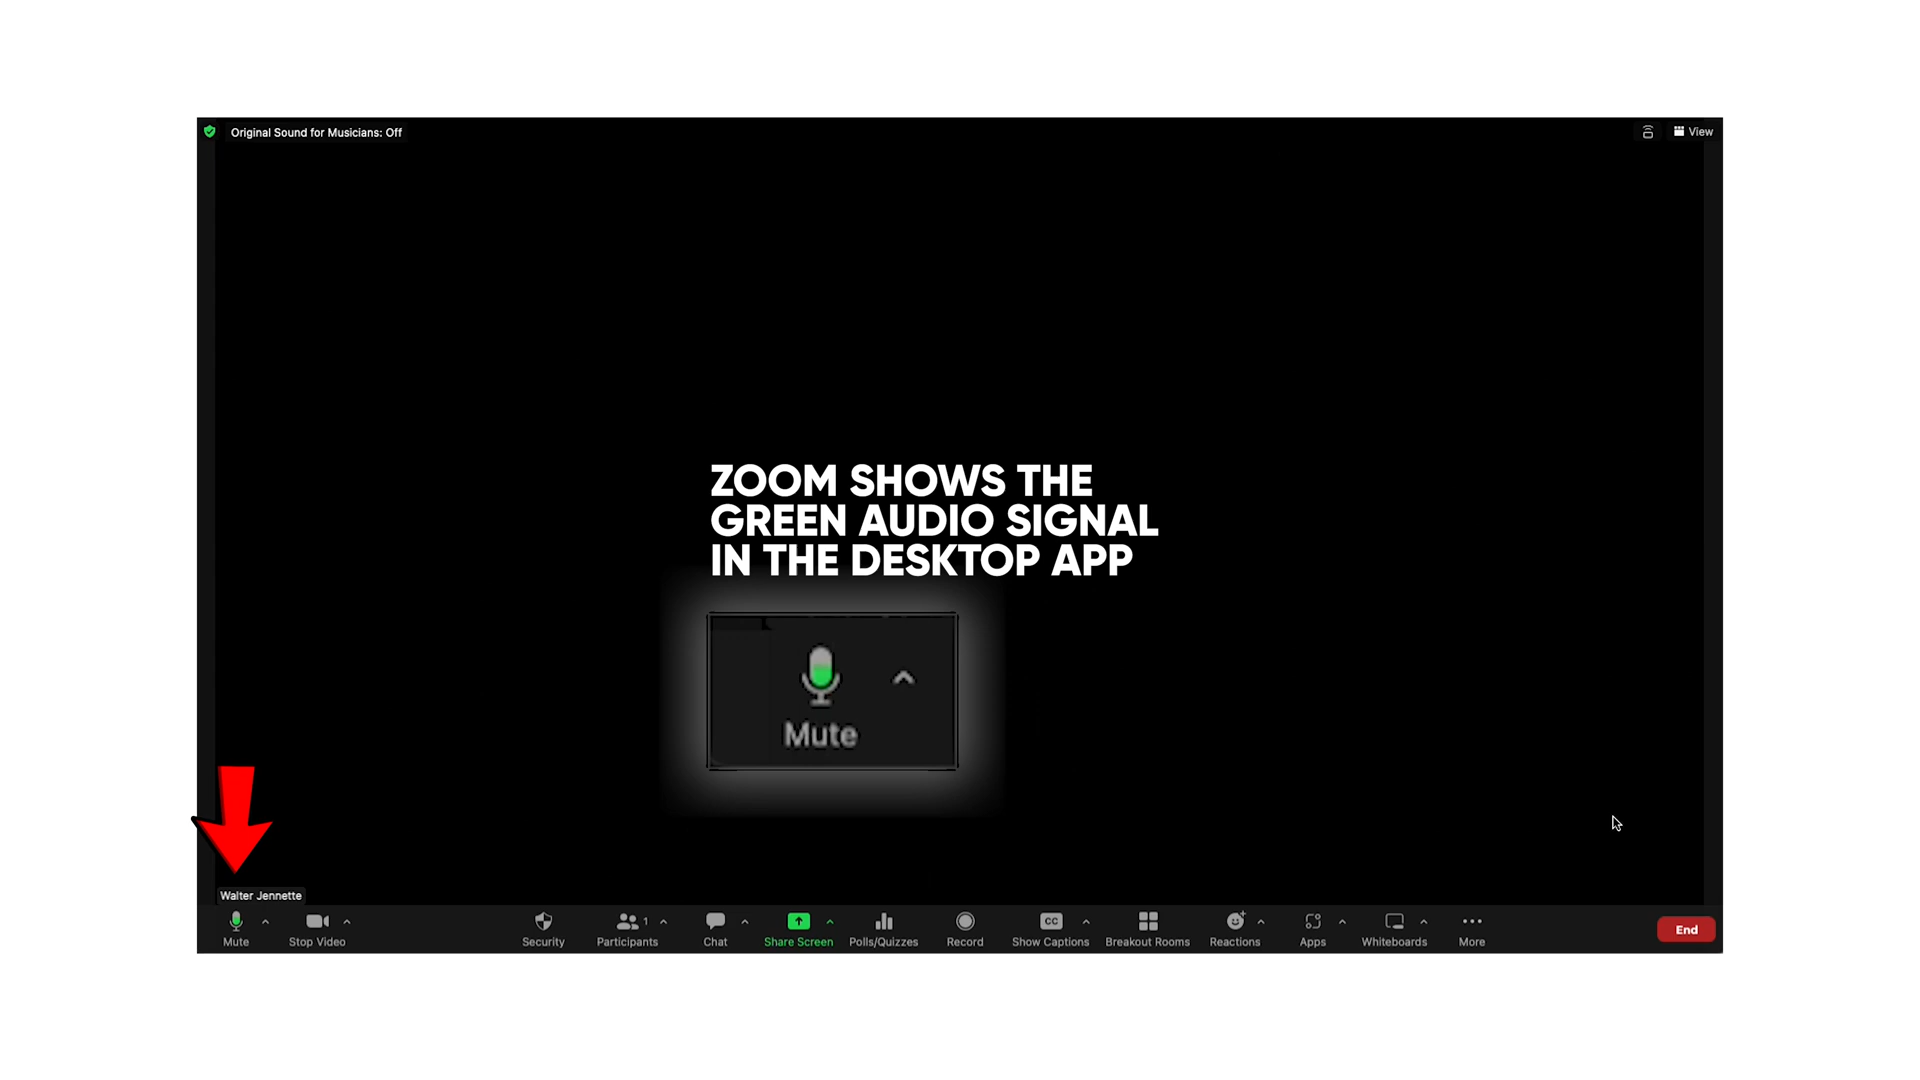 Original Sound for Musicians: Off
View
ZOOM SHOWS THE
GREEN AUDIO SIGNAL
IN THE DESKTOP APP
Mute
Walter Jennette
Mute
Stop Video
Security
1
Participants
Chat
Share Screen
Polls/Quizzes
Record
CC
Show Captions
Breakout Rooms
Reactions
Apps
Whiteboards
More
End